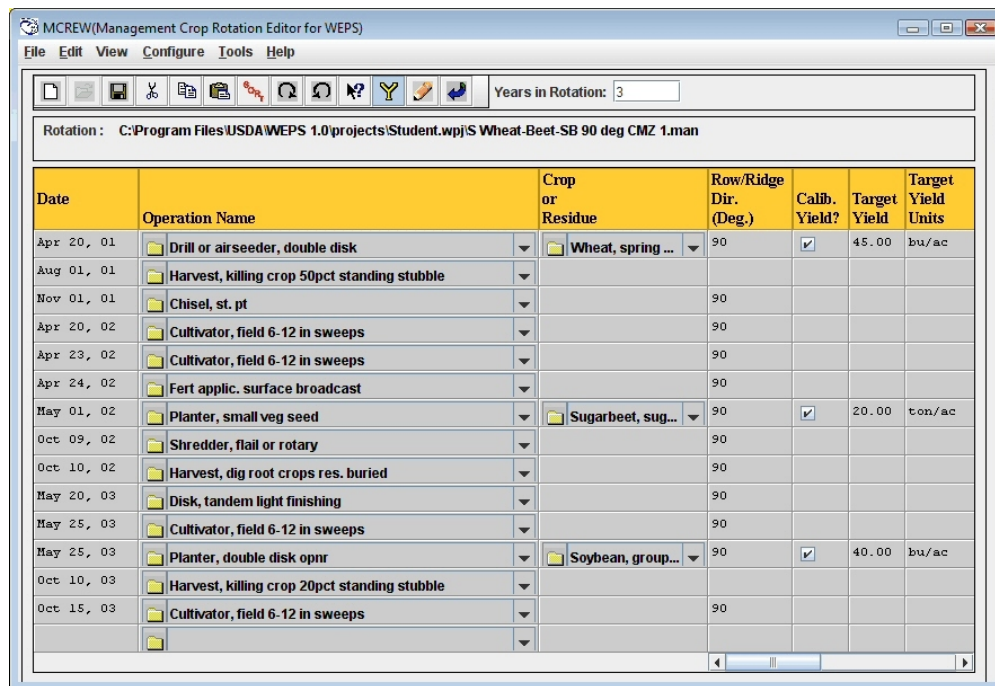 MCREW(Management Crop Rotation Editor for WEPS)
File Edit View Configure Tools Help
Years in Rotation: 3
Rotation : C:\Program Files\USDA\WEPS 1.0\projects\Student.wpj\S Wheat-Beet-SB 90 deg CMZ 1.man
Date Operation Name Crop or Residue Row/Ridge Dir. (Deg.) Calib. Yield? Target Yield Target Yield Units
Apr 20, 01 Drill or airseeder, double disk Wheat, spring ... 90 45.00 bu/ac
Aug 01, 01 Harvest, killing crop 50pct standing stubble
Nov 01, 01 Chisel, st. pt 90
Apr 20, 02 Cultivator, field 6-12 in sweeps 90
Apr 23, 02 Cultivator, field 6-12 in sweeps 90
Apr 24, 02 Fert applic. surface broadcast 90
May 01, 02 Planter, small veg seed Sugarbeet, sug... 90 20.00 ton/ac
Oct 09, 02 Shredder, flail or rotary 90
Oct 10, 02 Harvest, dig root crops res. buried 90
May 20, 03 Disk, tandem light finishing 90
May 25, 03 Cultivator, field 6-12 in sweeps 90
May 25, 03 Planter, double disk opnr Soybean, group... 90 40.00 bu/ac
Oct 10, 03 Harvest, killing crop 20pct standing stubble
Oct 15, 03 Cultivator, field 6-12 in sweeps 90